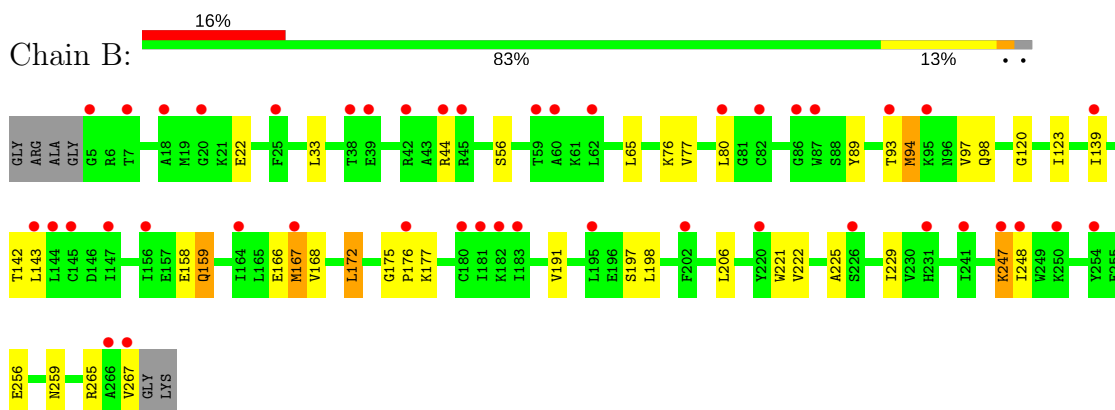 16%
Chain B:
83% 13% • •
GLY ARG ALA GLY G5 R6 T7 A18 M19 G20 K21 E22 F25 L33 T38 E39 R42 A43 R44 R45 S56 T59 A60 K61 L62 L65 K76 V77 L80 G81 C82 G86 W87 S88 Y89 T93 M94 K95 N96 V97 Q98 G120 I123 I139
T142 L143 L144 C145 D146 I147 I156 E157 E158 Q159 I164 L165 E166 M167 V168 L172 G175 P176 K177 C180 I181 K182 I183 V191 L195 E196 S197 L198 F202 L206 Y220 W221 V222 A225 S226 I229 V230 H231 I241 K247 I248 W249 K250 Y254 E255
E256 N259 R265 A266 V267 GLY LYS